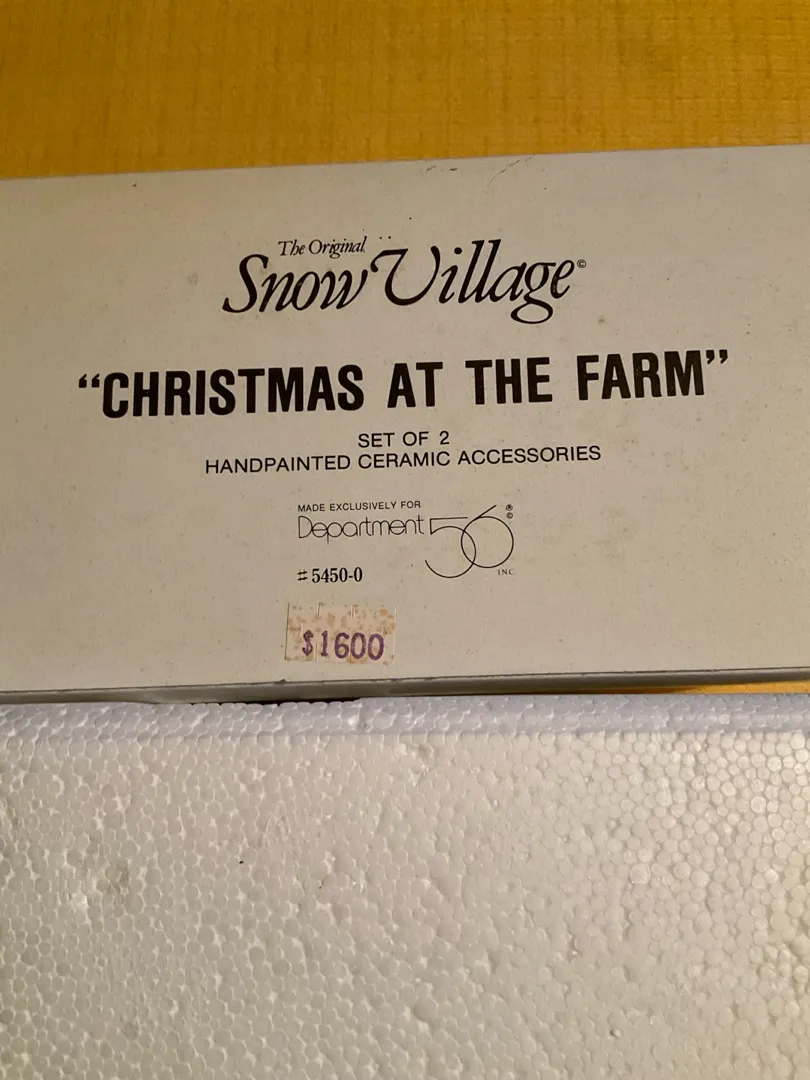 The Original
Snow Village©
“CHRISTMAS AT THE FARM”
SET OF 2
HANDPAINTED CERAMIC ACCESSORIES
MADE EXCLUSIVELY FOR
Department 56 ®
©
INC.
#5450-0
$1600